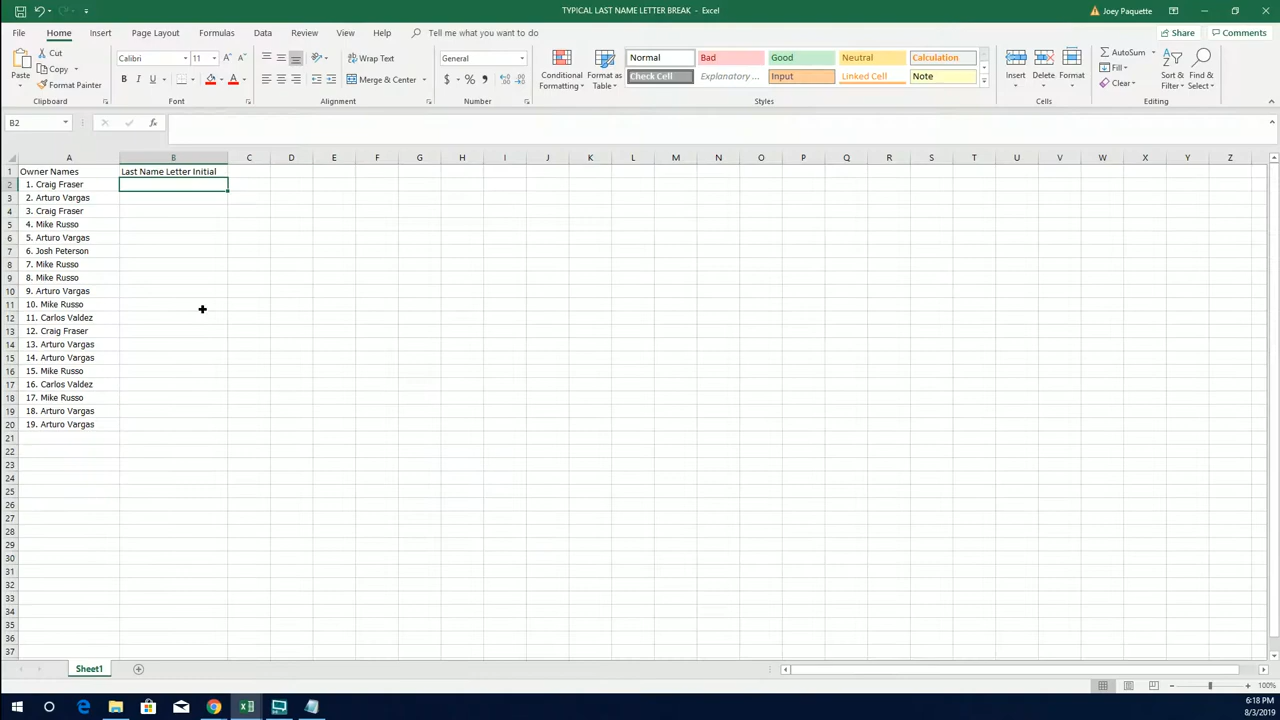 TYPICAL LAST NAME LETTER BREAK - Excel
Joey Paquette
File Home Insert Page Layout Formulas Data Review View Help Tell me what you want to do
Share Comments
Paste Cut Copy Format Painter Clipboard
Calibri 11 B I U A Font
Wrap Text Merge & Center Alignment
General $ % , Number
Conditional Formatting Format as Table
Normal Bad Good Neutral Calculation
Check Cell Explanatory ... Input Linked Cell Note
Styles
Insert Delete Format Cells
AutoSum Fill Clear Sort & Filter Find & Select Editing
B2 fx
A B C D E F G H I J K L M N O P Q R S T U V W X Y Z
1 Owner Names Last Name Letter Initial
2 1. Craig Fraser
3 2. Arturo Vargas
4 3. Craig Fraser
5 4. Mike Russo
6 5. Arturo Vargas
7 6. Josh Peterson
8 7. Mike Russo
9 8. Mike Russo
10 9. Arturo Vargas
11 10. Mike Russo
12 11. Carlos Valdez
13 12. Craig Fraser
14 13. Arturo Vargas
15 14. Arturo Vargas
16 15. Mike Russo
17 16. Carlos Valdez
18 17. Mike Russo
19 18. Arturo Vargas
20 19. Arturo Vargas
21
22
23
24
25
26
27
28
29
30
31
32
33
34
35
36
37
Sheet1
100%
6:18 PM
8/3/2019